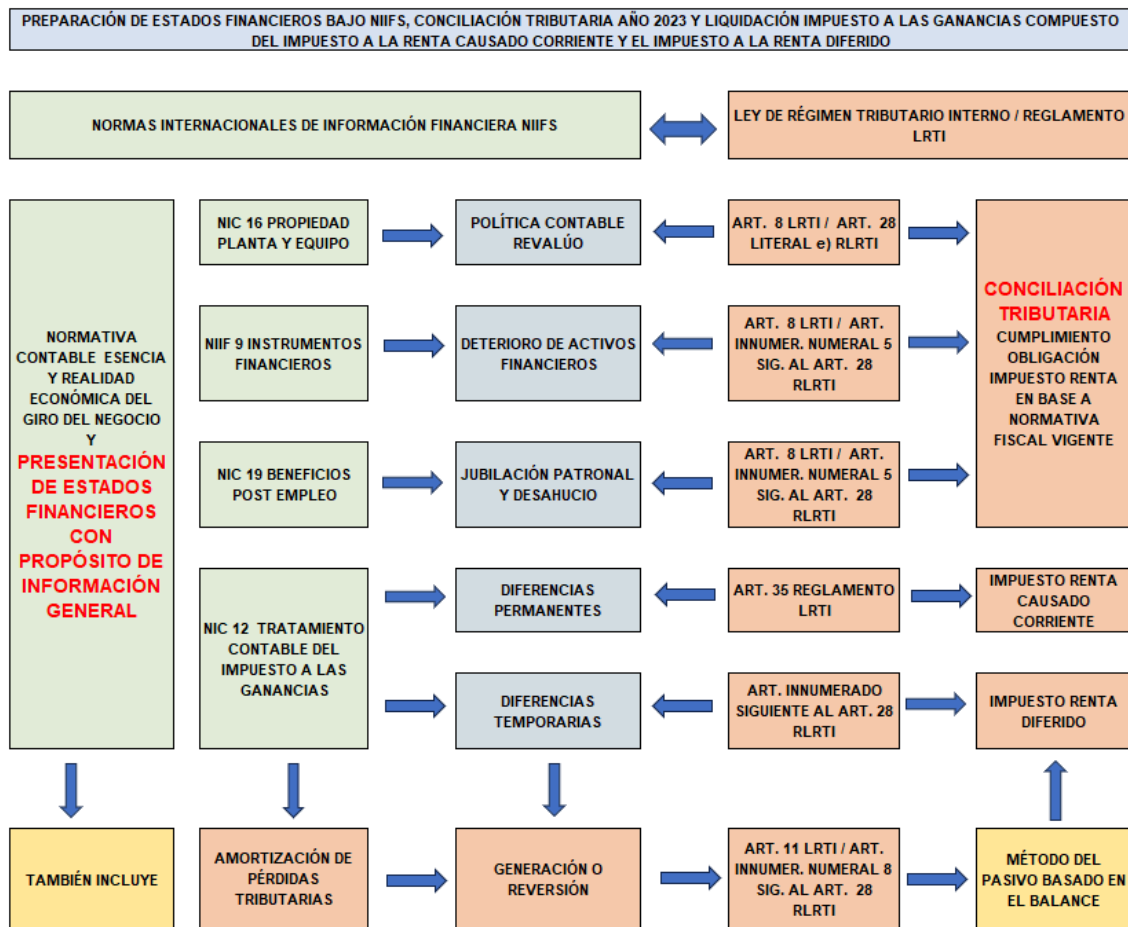 PREPARACIÓN DE ESTADOS FINANCIEROS BAJO NIIFS, CONCILIACIÓN TRIBUTARIA AÑO 2023 Y LIQUIDACIÓN IMPUESTO A LAS GANANCIAS COMPUESTO
DEL IMPUESTO A LA RENTA CAUSADO CORRIENTE Y EL IMPUESTO A LA RENTA DIFERIDO
NORMAS INTERNACIONALES DE INFORMACIÓN FINANCIERA NIIFS
LEY DE RÉGIMEN TRIBUTARIO INTERNO / REGLAMENTO
LRTI
NORMATIVA
CONTABLE ESENCIA
Y REALIDAD
ECONÓMICA DEL
GIRO DEL NEGOCIO
Y
PRESENTACIÓN
DE ESTADOS
FINANCIEROS
CON
PROPÓSITO DE
INFORMACIÓN
GENERAL
NIC 16 PROPIEDAD
PLANTA Y EQUIPO
POLÍTICA CONTABLE
REVALÚO
ART. 8 LRTI / ART. 28
LITERAL e) RLRTI
CONCILIACIÓN
TRIBUTARIA
CUMPLIMIENTO
OBLIGACIÓN
IMPUESTO RENTA
EN BASE A
NORMATIVA
FISCAL VIGENTE
NIIF 9 INSTRUMENTOS
FINANCIEROS
DETERIORO DE ACTIVOS
FINANCIEROS
ART. 8 LRTI / ART.
INNUMER. NUMERAL 5
SIG. AL ART. 28
RLRTI
NIC 19 BENEFICIOS
POST EMPLEO
JUBILACIÓN PATRONAL
Y DESAHUCIO
ART. 8 LRTI / ART.
INNUMER. NUMERAL 5
SIG. AL ART. 28
RLRTI
NIC 12 TRATAMIENTO
CONTABLE DEL
IMPUESTO A LAS
GANANCIAS
DIFERENCIAS
PERMANENTES
ART. 35 REGLAMENTO
LRTI
IMPUESTO RENTA
CAUSADO
CORRIENTE
DIFERENCIAS
TEMPORARIAS
ART. INNUMERADO
SIGUIENTE AL ART. 28
RLRTI
IMPUESTO RENTA
DIFERIDO
TAMBIÉN INCLUYE
AMORTIZACIÓN DE
PÉRDIDAS
TRIBUTARIAS
GENERACIÓN O
REVERSIÓN
ART. 11 LRTI / ART.
INNUMER. NUMERAL 8
SIG. AL ART. 28
RLRTI
MÉTODO DEL
PASIVO BASADO EN
EL BALANCE